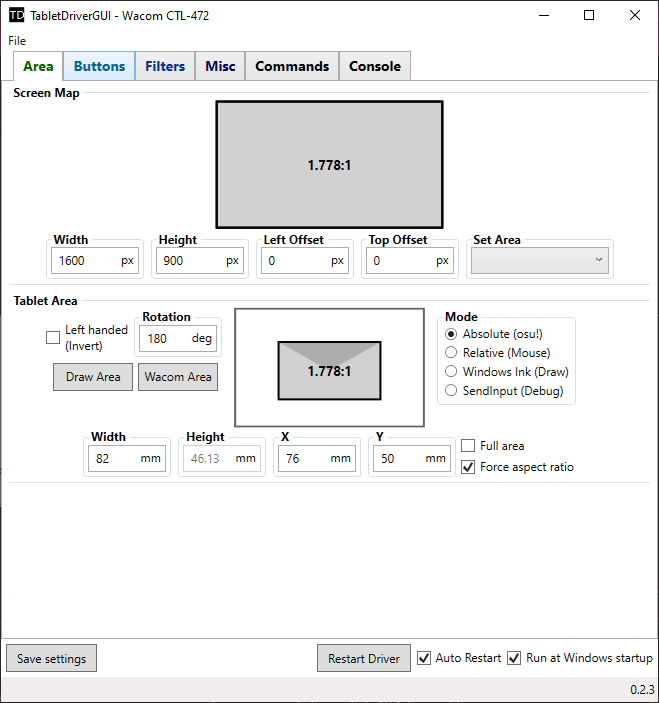 TD TabletDriverGUI - Wacom CTL-472
File
Area Buttons Filters Misc Commands Console
Screen Map
1.778:1
Width Height Left Offset Top Offset Set Area
1600 px 900 px 0 px 0 px
Tablet Area
Left handed
(Invert)
Rotation
180 deg
Draw Area Wacom Area
1.778:1
Mode
Absolute (osu!)
Relative (Mouse)
Windows Ink (Draw)
SendInput (Debug)
Width Height X Y
82 mm 46.13 mm 76 mm 50 mm
Full area
Force aspect ratio
Save settings Restart Driver Auto Restart Run at Windows startup
0.2.3